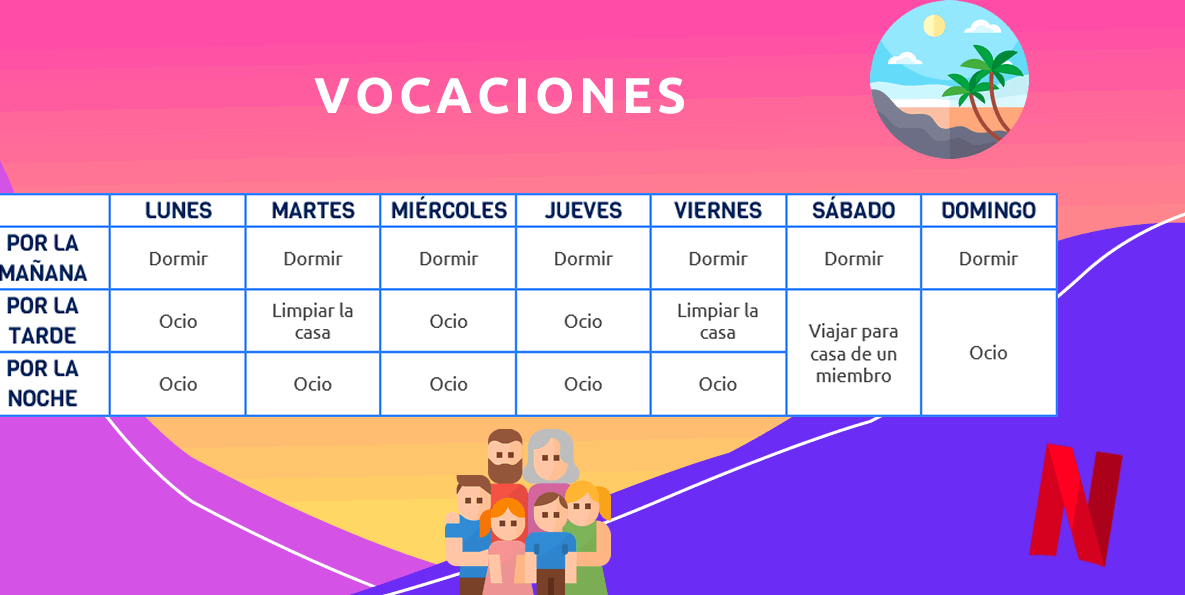 VOCACIONES
LUNES MARTES MIÉRCOLES JUEVES VIERNES SÁBADO DOMINGO
POR LA
MAÑANA
Dormir Dormir Dormir Dormir Dormir Dormir Dormir
POR LA
TARDE
Ocio Limpiar la
casa
Ocio Ocio Limpiar la
casa
Viajar para
casa de un
miembro
Ocio
POR LA
NOCHE
Ocio Ocio Ocio Ocio Ocio
N